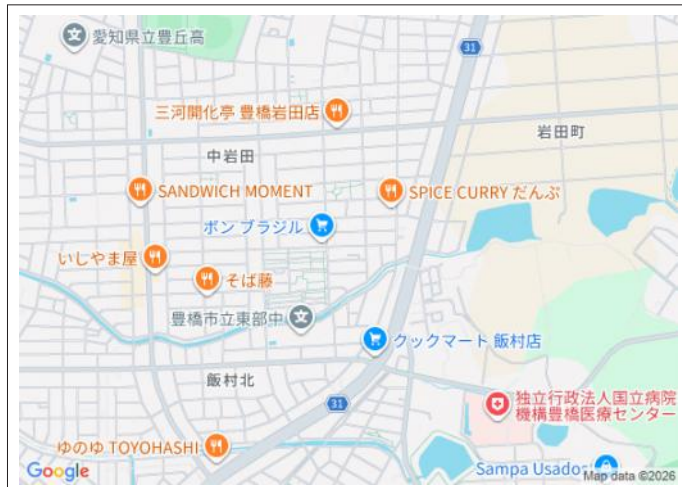 愛知県立豊丘高
31
三河開化亭 豊橋岩田店
岩田町
中岩田
SANDWICH MOMENT
SPICE CURRY だんぷ
ボン ブラジル
いしやま屋
そば藤
豊橋市立東部中
クックマート 飯村店
飯村北
31
独立行政法人国立病院
機構豊橋医療センター
ゆのゆ TOYOHASHI
Sampa Usados
Google
Map data ©2026